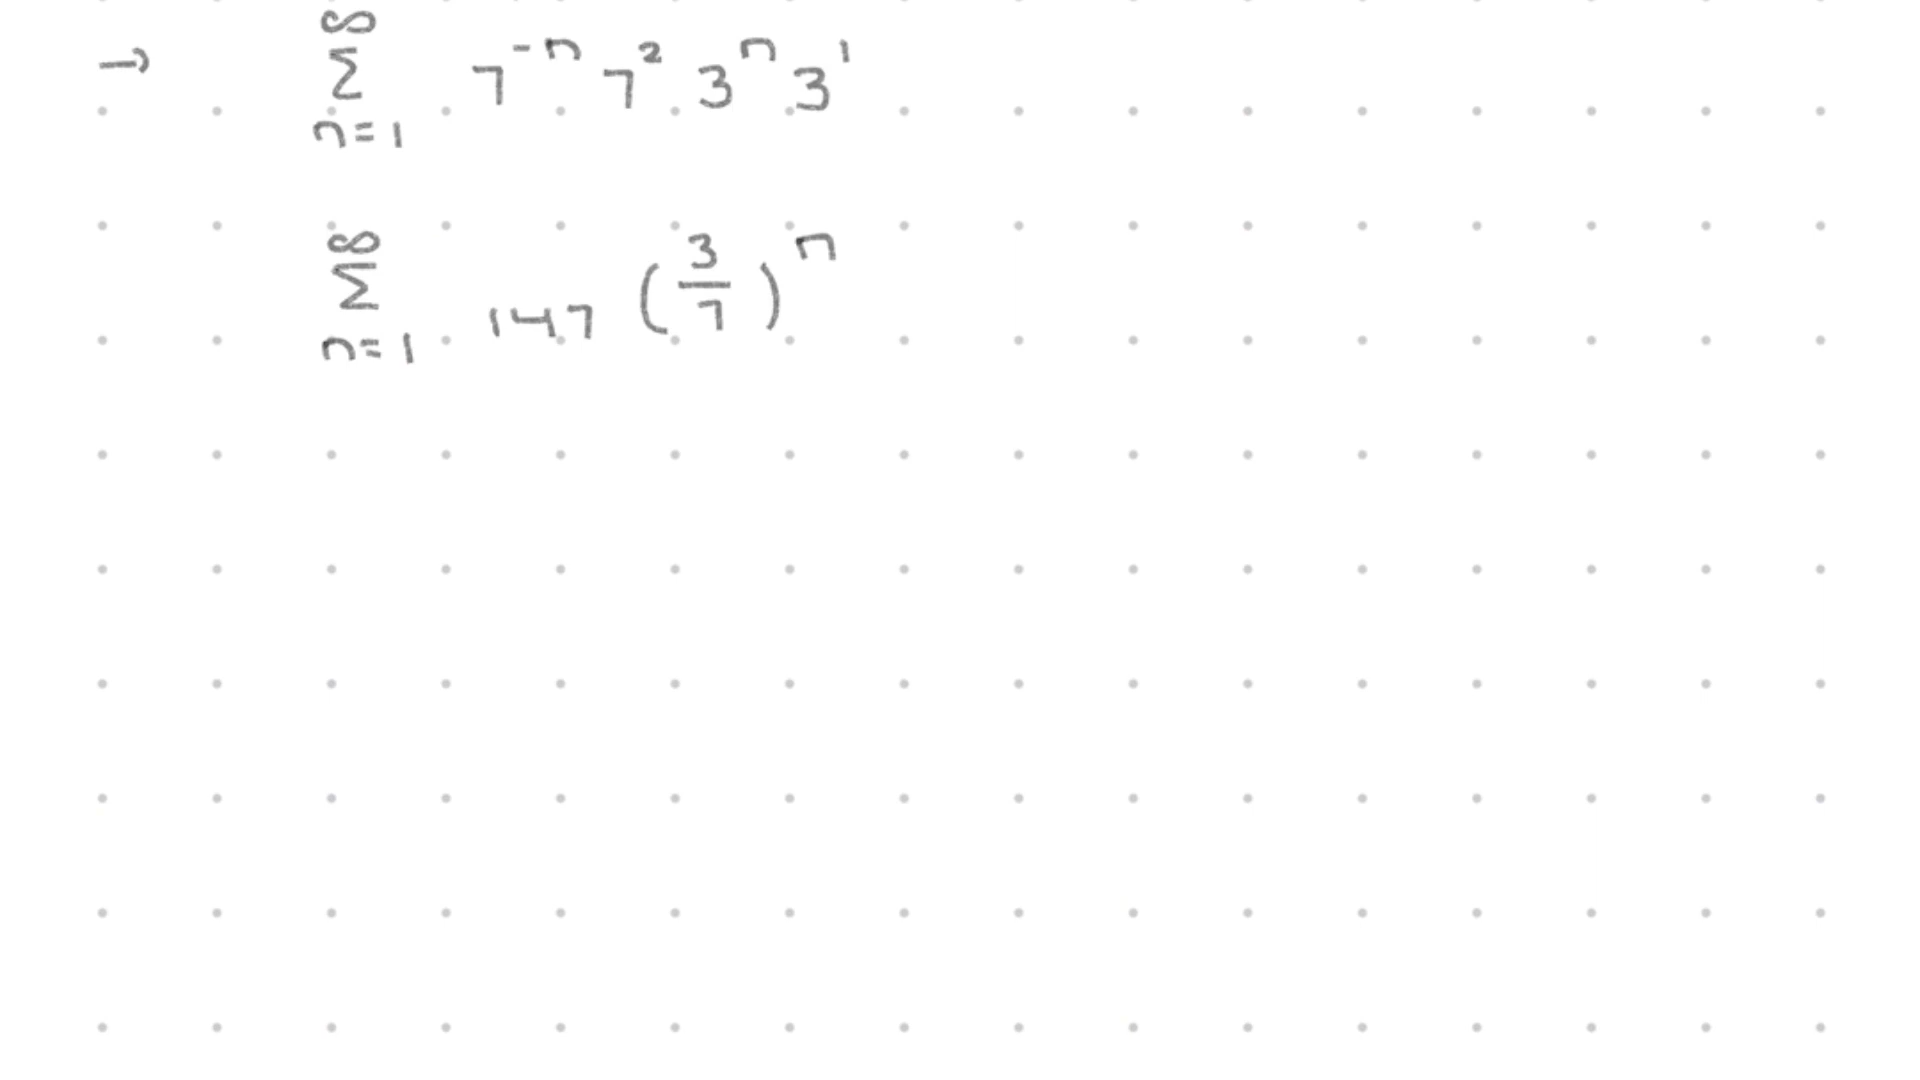 → ∑_{n=1}^{∞} 7^{-n} 7^{2} 3^{n} 3^{1}
∑_{n=1}^{∞} 147 (3/7)^{n}